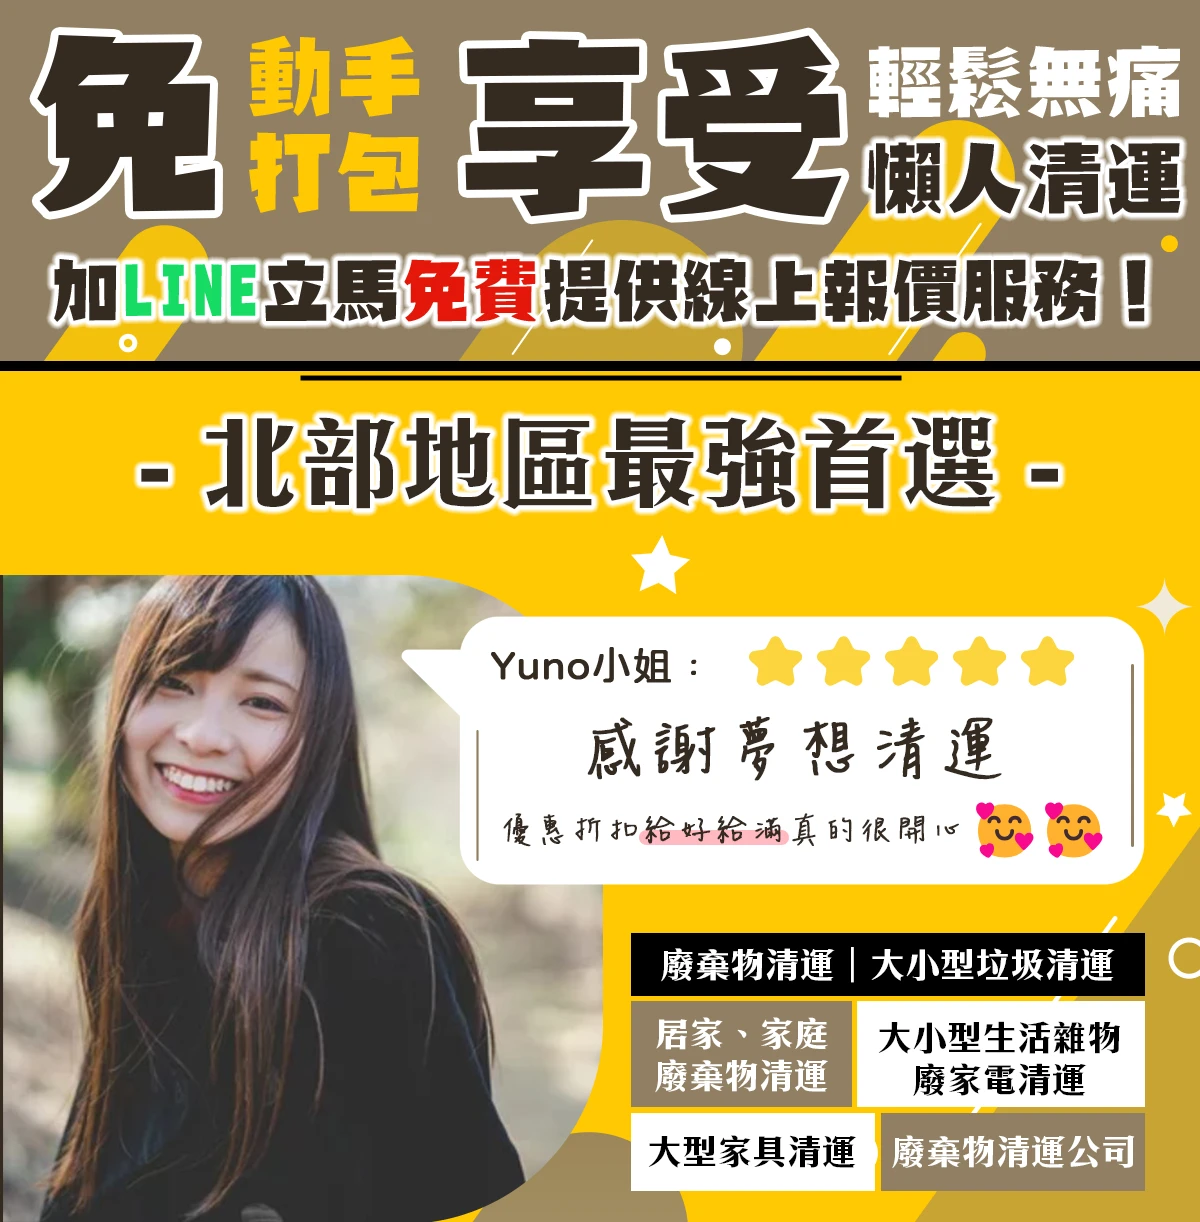 免 動手打包 享受 輕鬆無痛
懶人清運
加LINE立馬免費提供線上報價服務！
- 北部地區最強首選 -
Yuno小姐：
感謝夢想清運
優惠折扣給好給滿真的很開心
廢棄物清運｜大小型垃圾清運
居家、家庭
廢棄物清運
大小型生活雜物
廢家電清運
大型家具清運
廢棄物清運公司